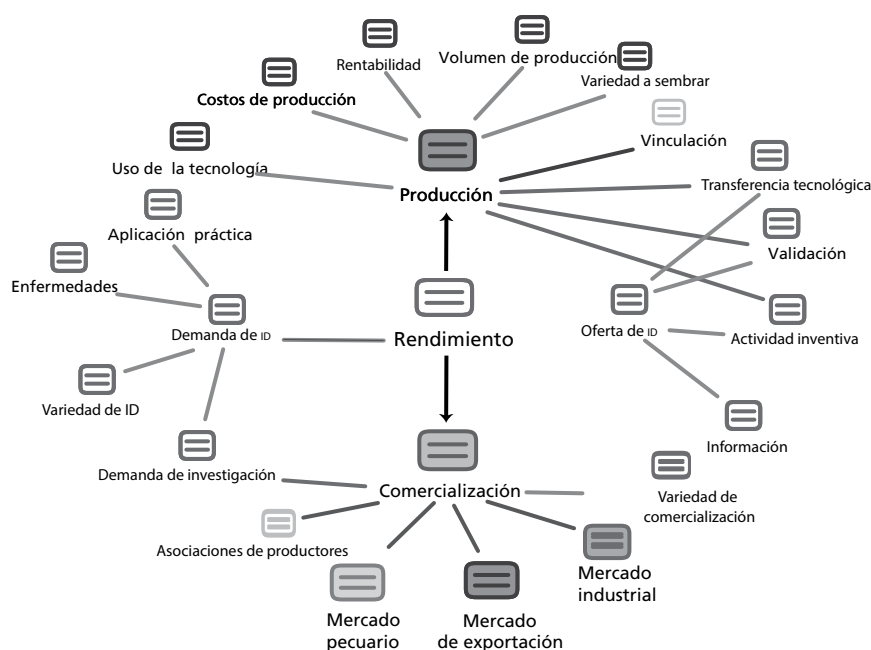 Rentabilidad
Volumen de producción
Variedad a sembrar
Costos de producción
Vinculación
Uso de la tecnología
Transferencia tecnológica
Producción
Aplicación práctica
Validación
Enfermedades
Demanda de ID
Rendimiento
Oferta de ID
Actividad inventiva
Variedad de ID
Información
Demanda de investigación
Comercialización
Variedad de
comercialización
Asociaciones de productores
Mercado
industrial
Mercado
pecuario
Mercado
de exportación